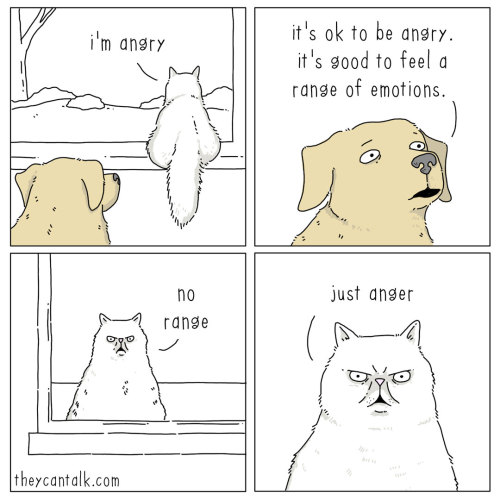 i'm angry
it's ok to be angry.
it's good to feel a
range of emotions.
no
range
just anger
theycantalk.com